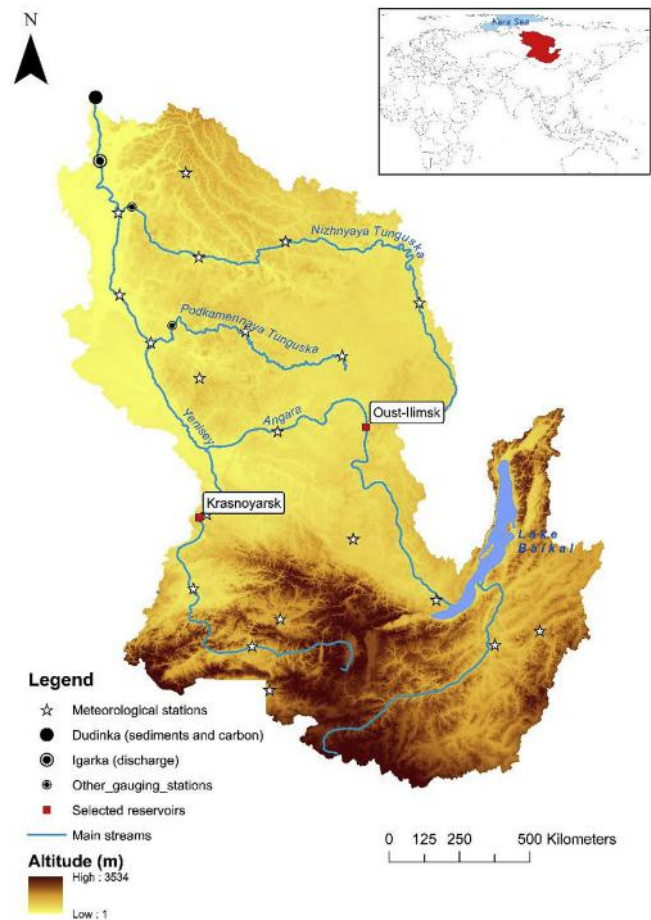 Kara Sea
N
Nizhnyaya Tunguska
Podkamennaya Tunguska
Yenisey
Angara
Oust-Ilimsk
Krasnoyarsk
Lake
Baikal
Legend
Meteorological stations
Dudinka (sediments and carbon)
Igarka (discharge)
Other_gauging_stations
Selected reservoirs
Main streams
0 125 250 500 Kilometers
Altitude (m)
High : 3534
Low : 1